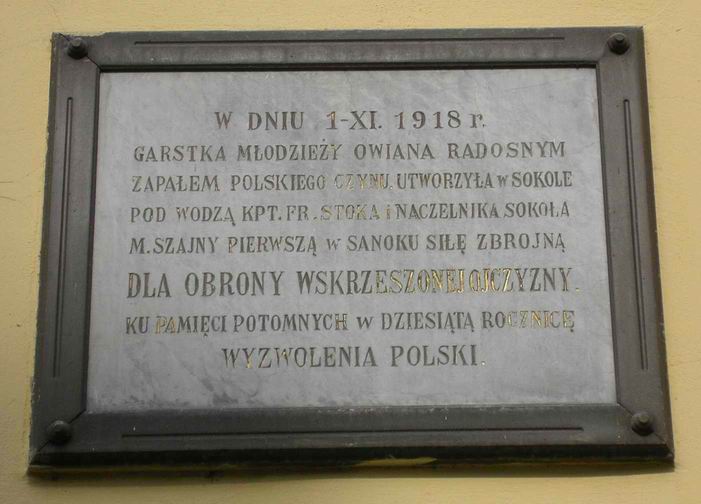 W DNIU 1-XI. 1918 r.
GARSTKA MŁODZIEŻY OWIANA RADOSNYM
ZAPAŁEM POLSKIEGO CZYNU. UTWORZYŁA W SOKOLE
POD WODZĄ KPT. FR. STOKA i NACZELNIKA SOKOŁA
M. SZAJNY PIERWSZĄ W SANOKU SIŁĘ ZBROJNĄ
DLA OBRONY WSKRZESZONEJ OJCZYZNY.
KU PAMIĘCI POTOMNYCH W DZIESIĄTĄ ROCZNICĘ
WYZWOLENIA POLSKI.